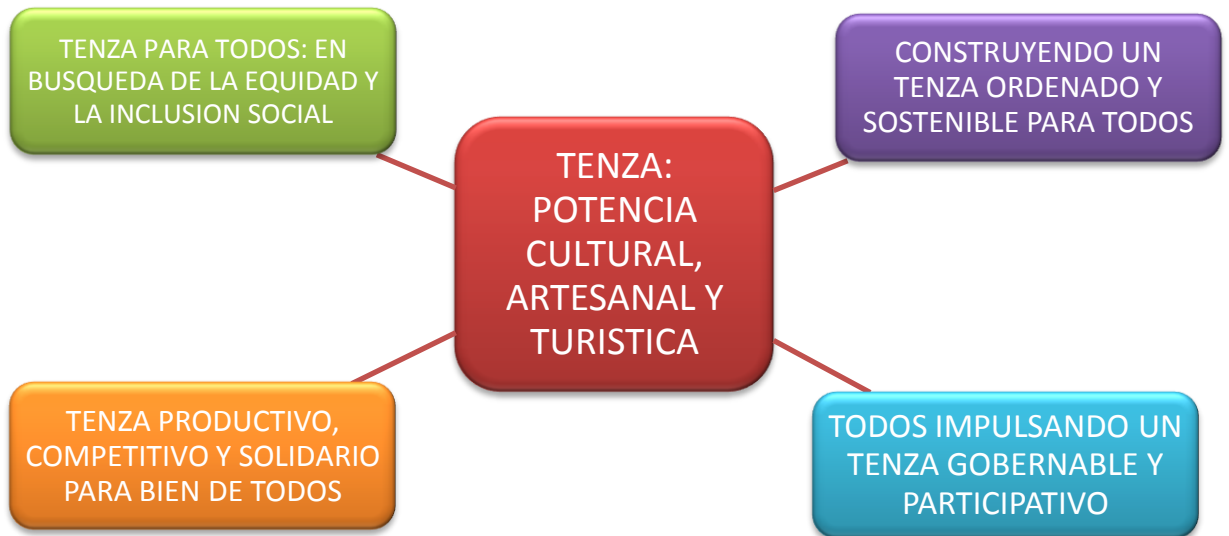 TENZA PARA TODOS: EN
BUSQUEDA DE LA EQUIDAD Y
LA INCLUSION SOCIAL
CONSTRUYENDO UN
TENZA ORDENADO Y
SOSTENIBLE PARA TODOS
TENZA:
POTENCIA
CULTURAL,
ARTESANAL Y
TURISTICA
TENZA PRODUCTIVO,
COMPETITIVO Y SOLIDARIO
PARA BIEN DE TODOS
TODOS IMPULSANDO UN
TENZA GOBERNABLE Y
PARTICIPATIVO